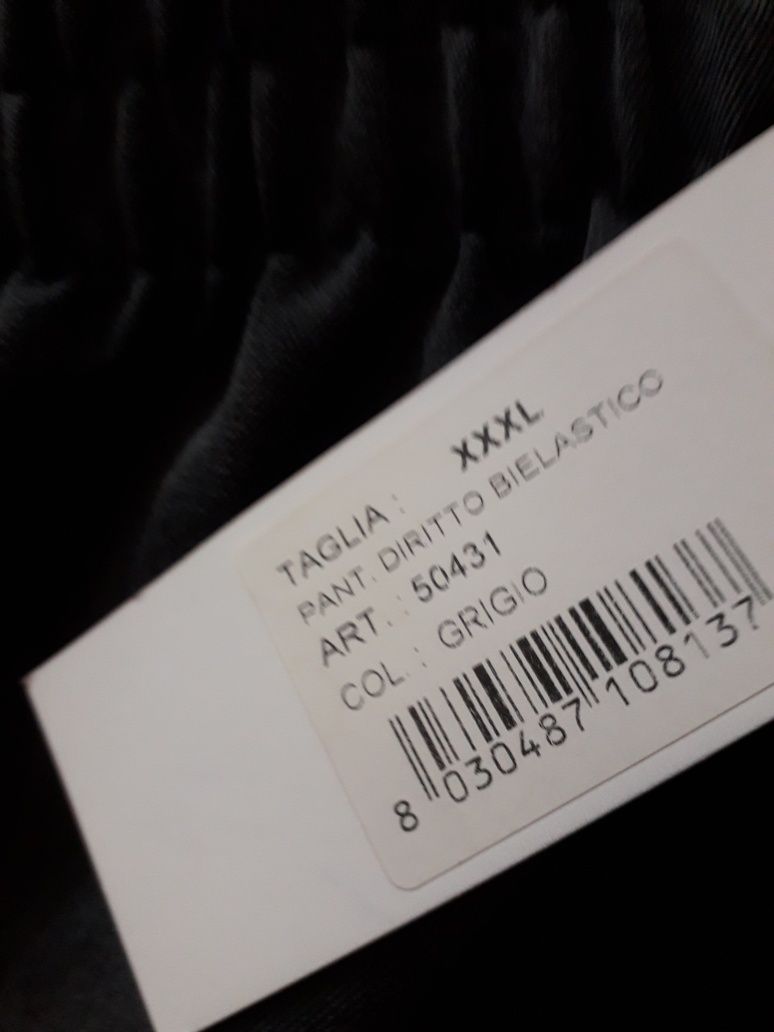 TAGLIA : XXXL
PANT. DIRITTO BIELASTICO
ART. : 50431
COL. : GRIGIO
8 030487 108137